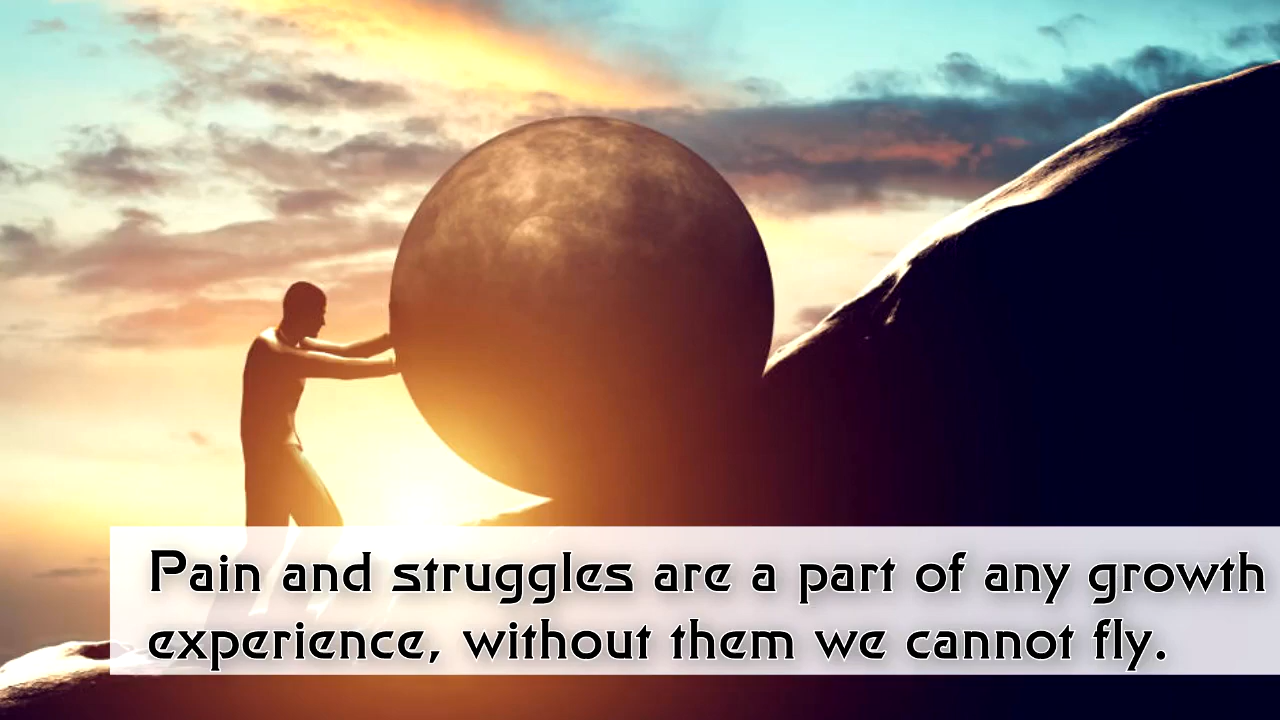 Pain and struggles are a part of any growth
experience, without them we cannot fly.